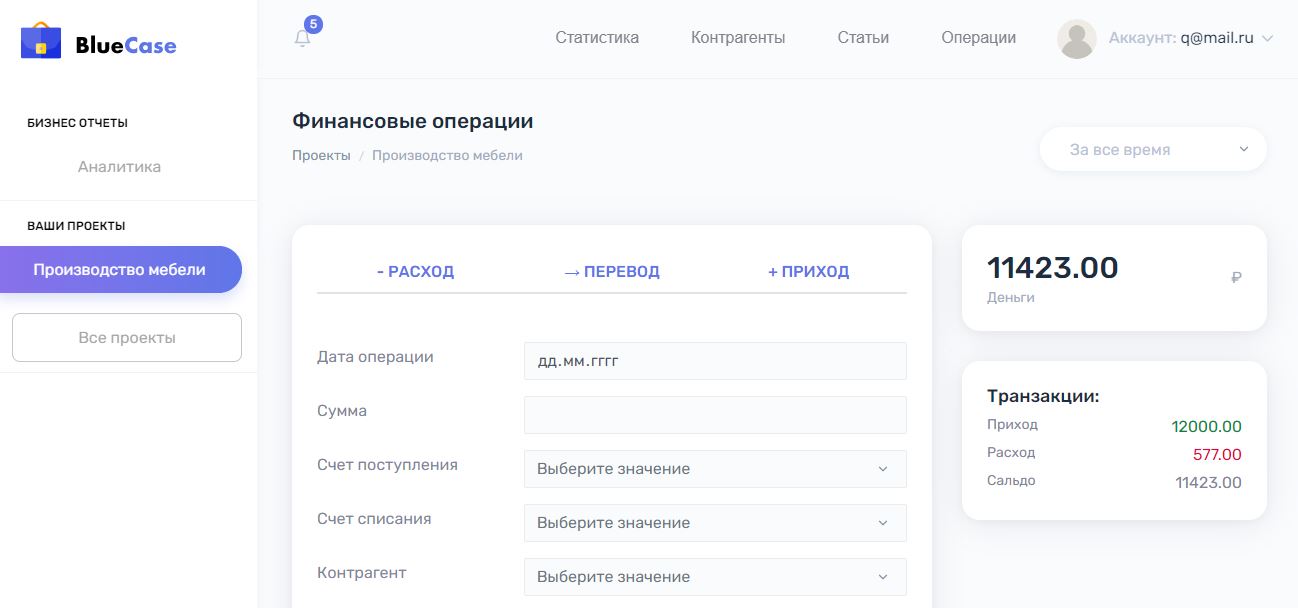 BlueCase
5
Статистика
Контрагенты
Статьи
Операции
Аккаунт: q@mail.ru
БИЗНЕС ОТЧЕТЫ
Аналитика
ВАШИ ПРОЕКТЫ
Производство мебели
Все проекты
Финансовые операции
Проекты / Производство мебели
За все время
- РАСХОД
→ ПЕРЕВОД
+ ПРИХОД
Дата операции
дд.мм.гггг
Сумма
Счет поступления
Выберите значение
Счет списания
Выберите значение
Контрагент
Выберите значение
11423.00
₽
Деньги
Транзакции:
Приход 12000.00
Расход 577.00
Сальдо 11423.00